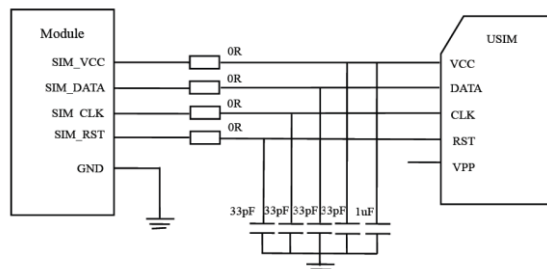 Module
USIM
SIM_VCC
0R
VCC
SIM_DATA
0R
DATA
SIM_CLK
0R
CLK
SIM_RST
0R
RST
GND
VPP
33pF 33pF 33pF 33pF 1uF